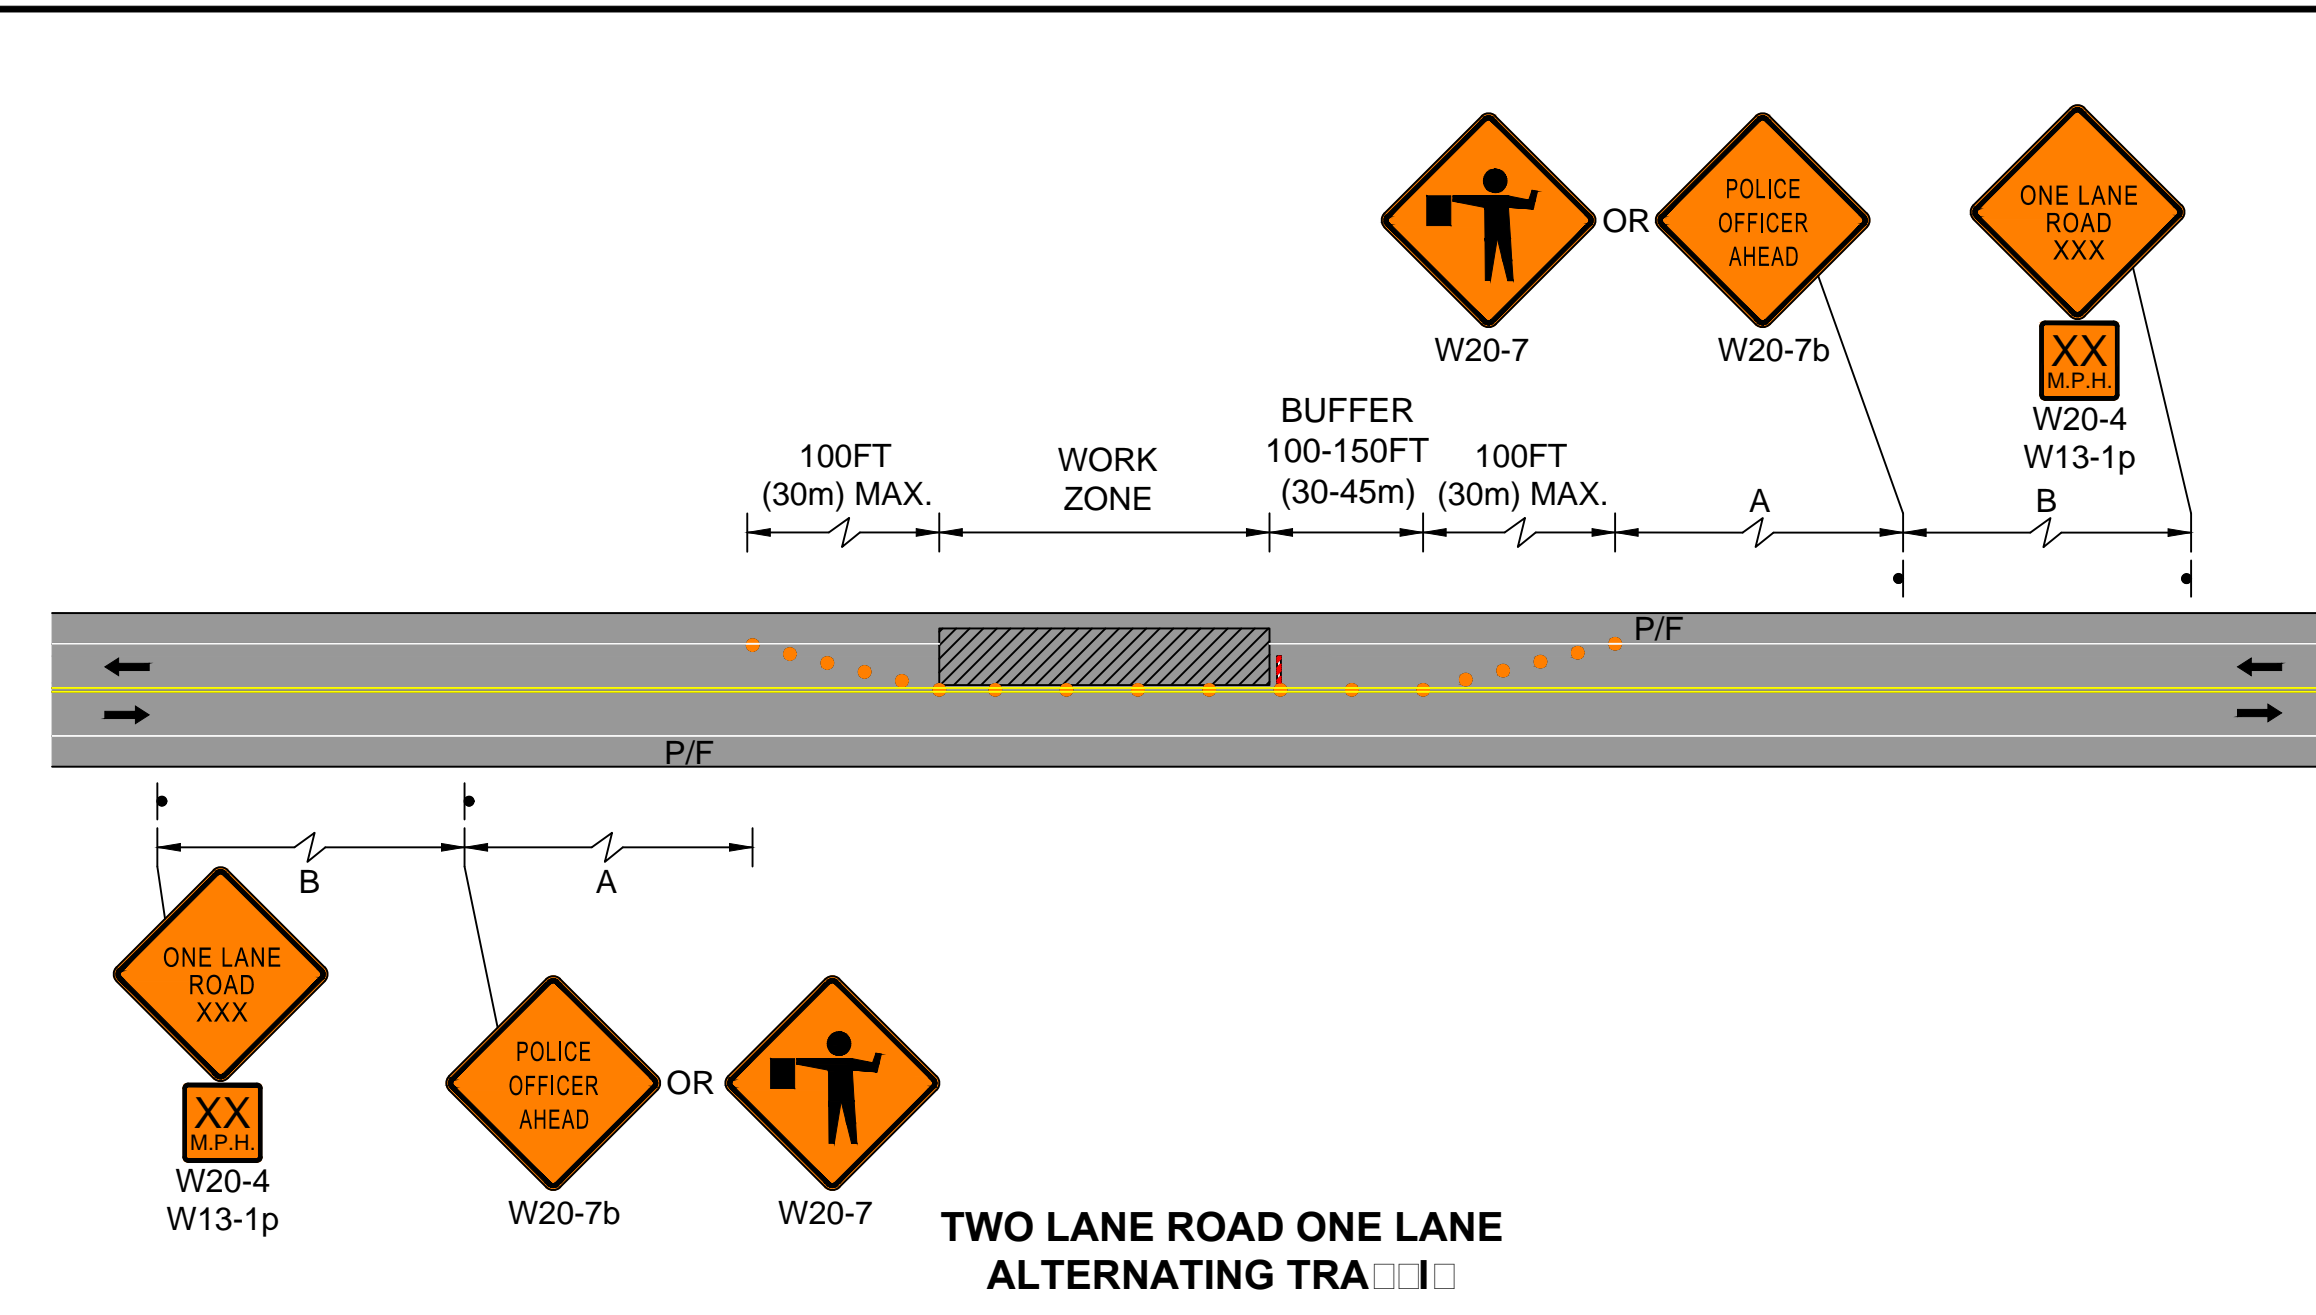 POLICE
OFFICER
AHEAD
ONE LANE
ROAD
XXX
OR
W20-7
W20-7b
XX
M.P.H.
W20-4
W13-1p
BUFFER
100-150FT
(30-45m)
100FT
(30m) MAX.
WORK
ZONE
100FT
(30m) MAX.
A
B
P/F
P/F
B
A
ONE LANE
ROAD
XXX
XX
M.P.H.
W20-4
W13-1p
POLICE
OFFICER
AHEAD
OR
W20-7b
W20-7
TWO LANE ROAD ONE LANE
ALTERNATING TRA□□I□